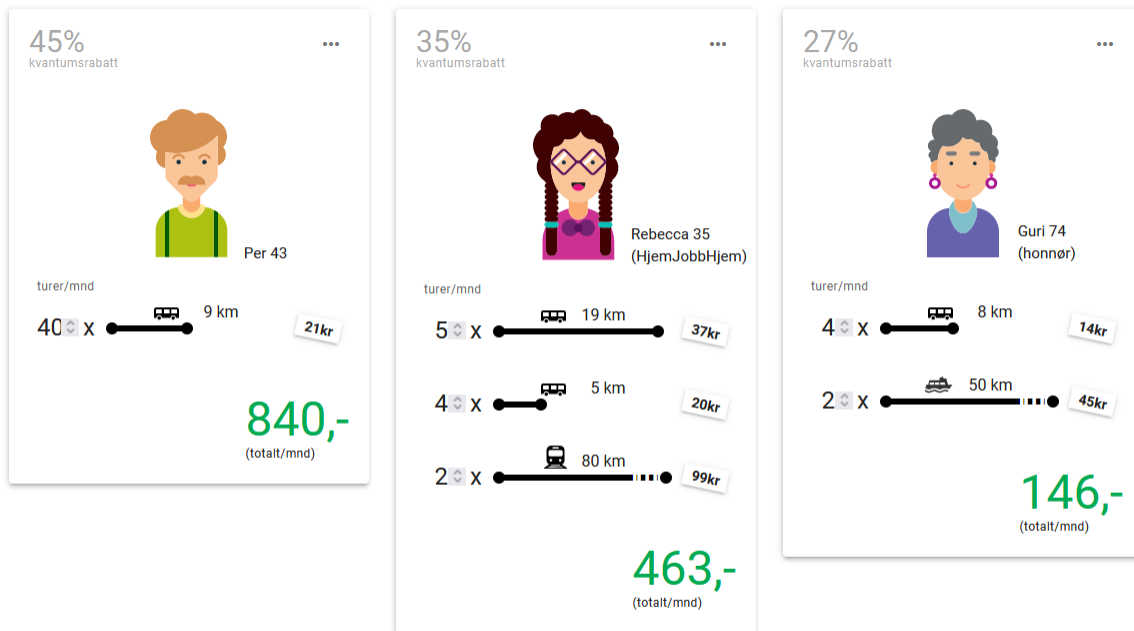 45%
kvantumsrabatt
Per 43
turer/mnd
40 x
9 km
21kr
840,-
(totalt/mnd)
35%
kvantumsrabatt
Rebecca 35
(HjemJobbHjem)
turer/mnd
5 x
19 km
37kr
4 x
5 km
20kr
2 x
80 km
99kr
463,-
(totalt/mnd)
27%
kvantumsrabatt
Guri 74
(honnør)
turer/mnd
4 x
8 km
14kr
2 x
50 km
45kr
146,-
(totalt/mnd)